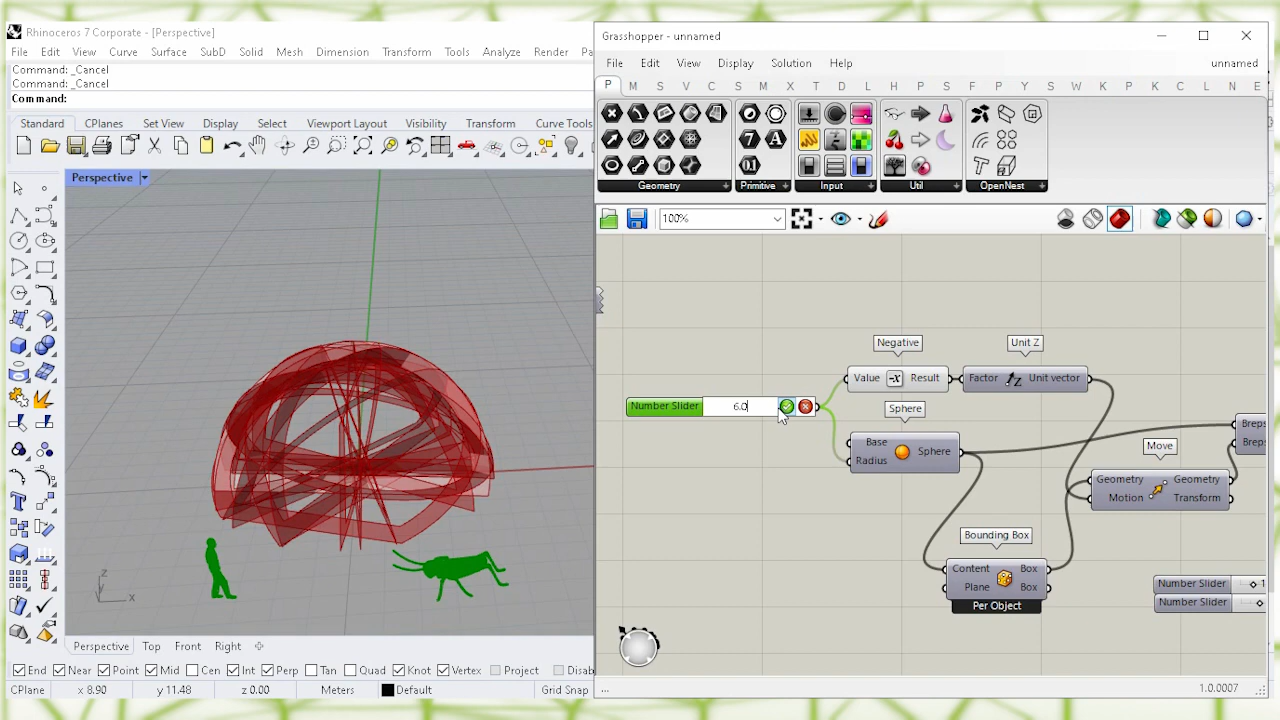 Rhinoceros 7 Corporate - [Perspective]
File Edit View Curve Surface SubD Solid Mesh Dimension Transform Tools Analyze Render Pa
Command: _Cancel
Command: _Cancel
Command:
Standard CPlanes Set View Display Select Viewport Layout Visibility Transform Curve Tools
Perspective
z
x
Perspective Top Front Right
End Near Point Mid Cen Int Perp Tan Quad Knot Vertex Project Disab
CPlane x 8.90 y 11.48 z 0.00 Meters Default Grid Snap
Grasshopper - unnamed
File Edit View Display Solution Help unnamed
P M S V C I S M X T D L H P S K D A P Y W K C K L N E
Geometry Primitive Input Util OpenNest
100%
Negative Unit Z
Value -x Result Factor Z Unit vector
Number Slider 6.0
Sphere
Base
Radius Sphere
Breps
Breps
Move
Geometry Geometry
Motion Transform
Bounding Box
Content Box
Plane Box
Per Object
Number Slider 1
Number Slider
... 1.0.0007